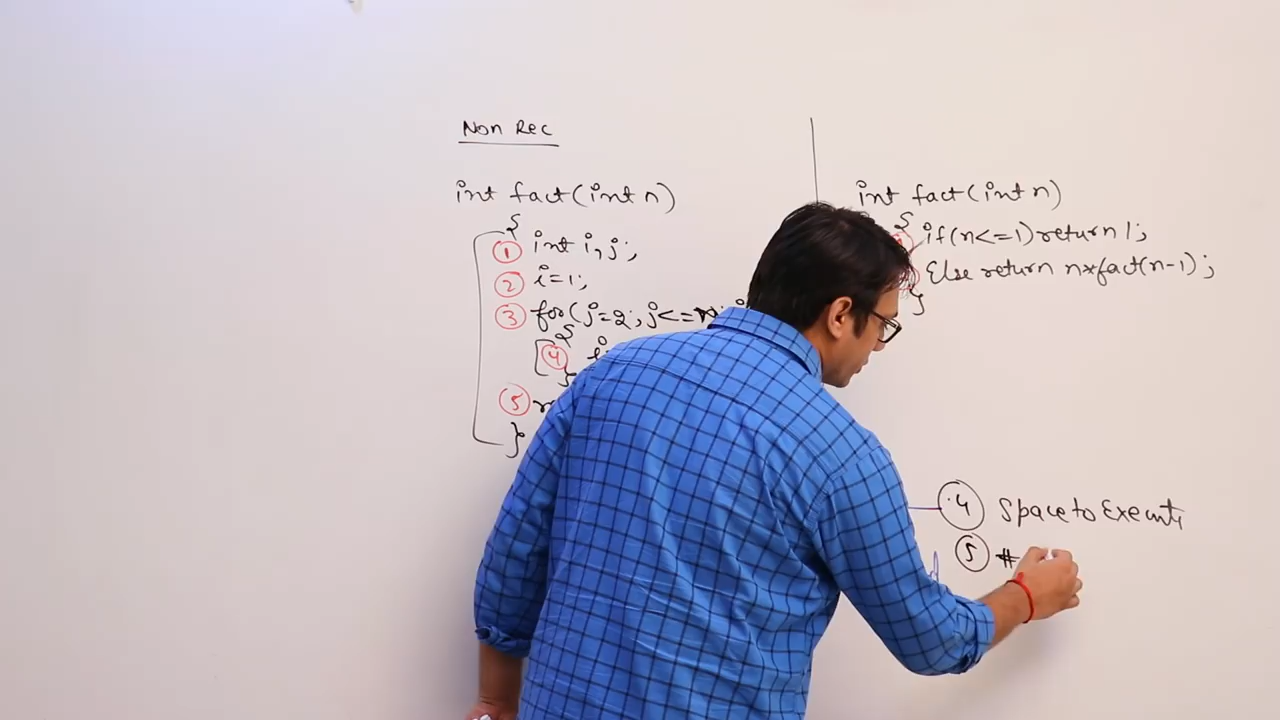 Non Rec
int fact(int n)
{
① int i, j;
② i=1;
③ for(j=2; j<=n;
{
④
}
⑤
}
int fact(int n)
{
if(n<=1) return 1;
Else return n*fact(n-1);
}
④ Space to Execute
⑤ #